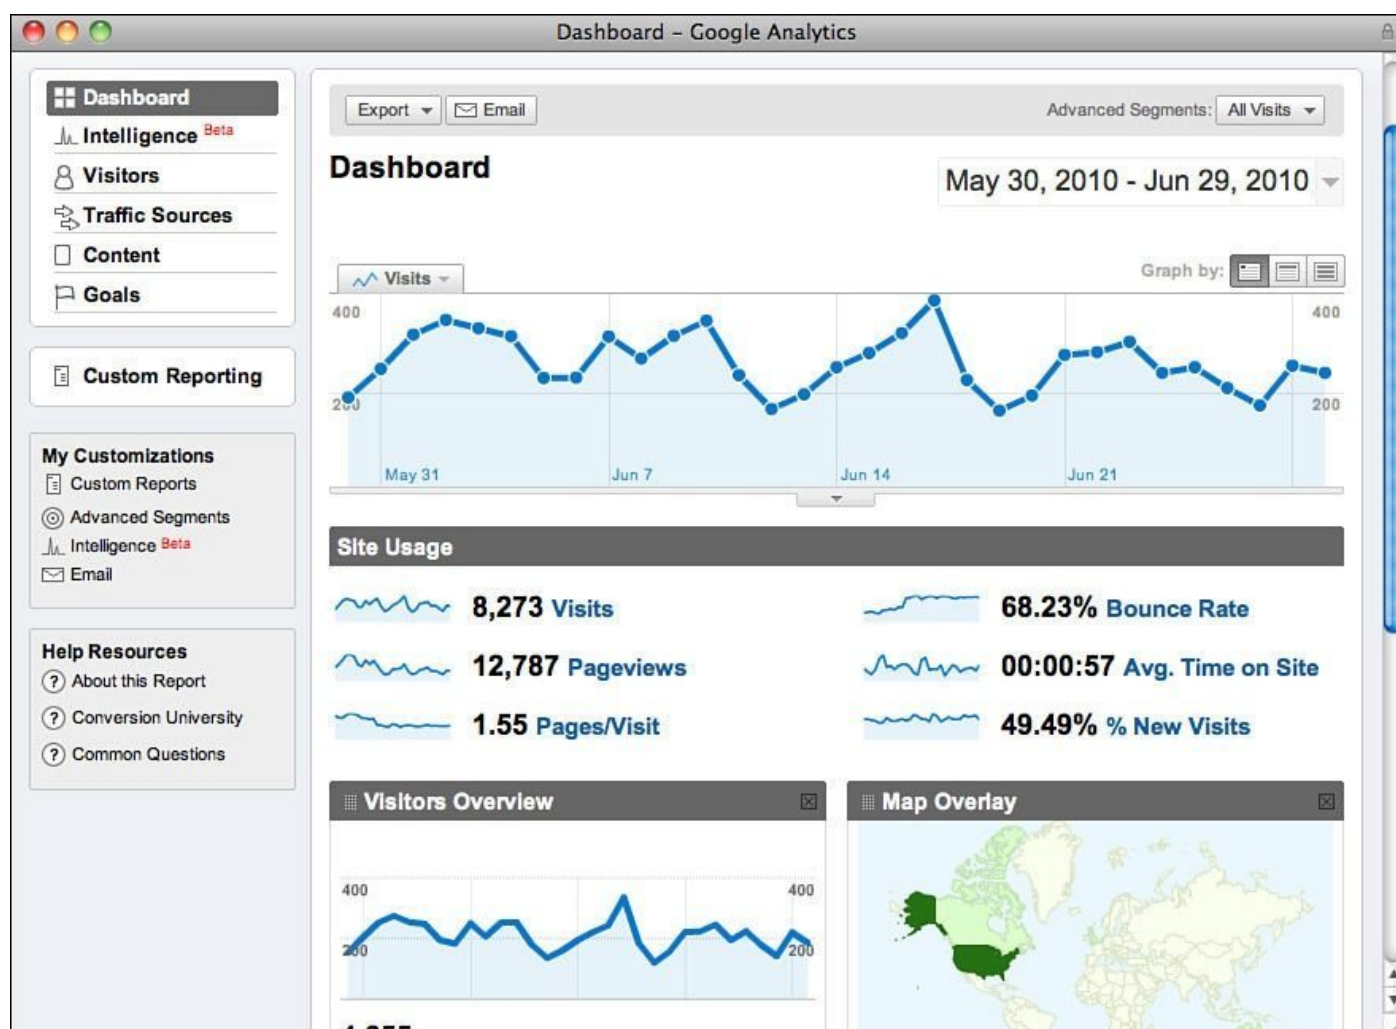 Dashboard – Google Analytics
Dashboard
Intelligence Beta
Visitors
Traffic Sources
Content
Goals
Custom Reporting
My Customizations
Custom Reports
Advanced Segments
Intelligence Beta
Email
Help Resources
About this Report
Conversion University
Common Questions
Export Email
Advanced Segments: All Visits
Dashboard
May 30, 2010 - Jun 29, 2010
Visits
Graph by:
400 400
200 200
May 31 Jun 7 Jun 14 Jun 21
Site Usage
8,273 Visits
68.23% Bounce Rate
12,787 Pageviews
00:00:57 Avg. Time on Site
1.55 Pages/Visit
49.49% % New Visits
Visitors Overview
400 400
200 200
Map Overlay